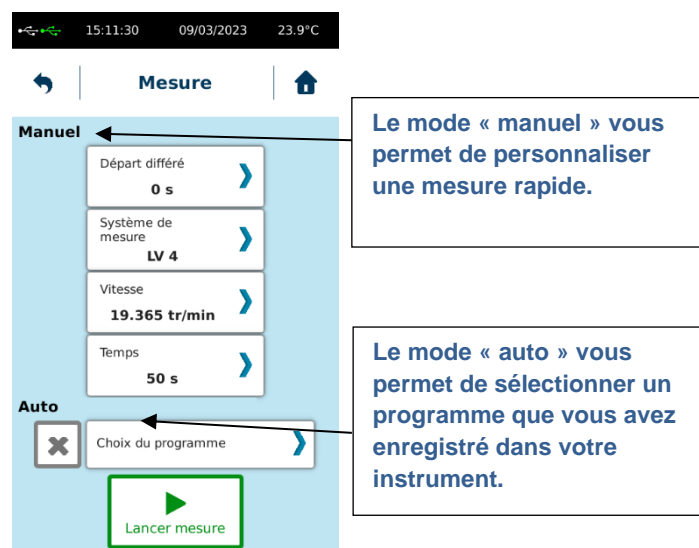 15:11:30 09/03/2023 23.9°C
Mesure
Manuel
Départ différé
0 s
Système de
mesure
LV 4
Vitesse
19.365 tr/min
Temps
50 s
Auto
Choix du programme
Lancer mesure
Le mode « manuel » vous
permet de personnaliser
une mesure rapide.
Le mode « auto » vous
permet de sélectionner un
programme que vous avez
enregistré dans votre
instrument.